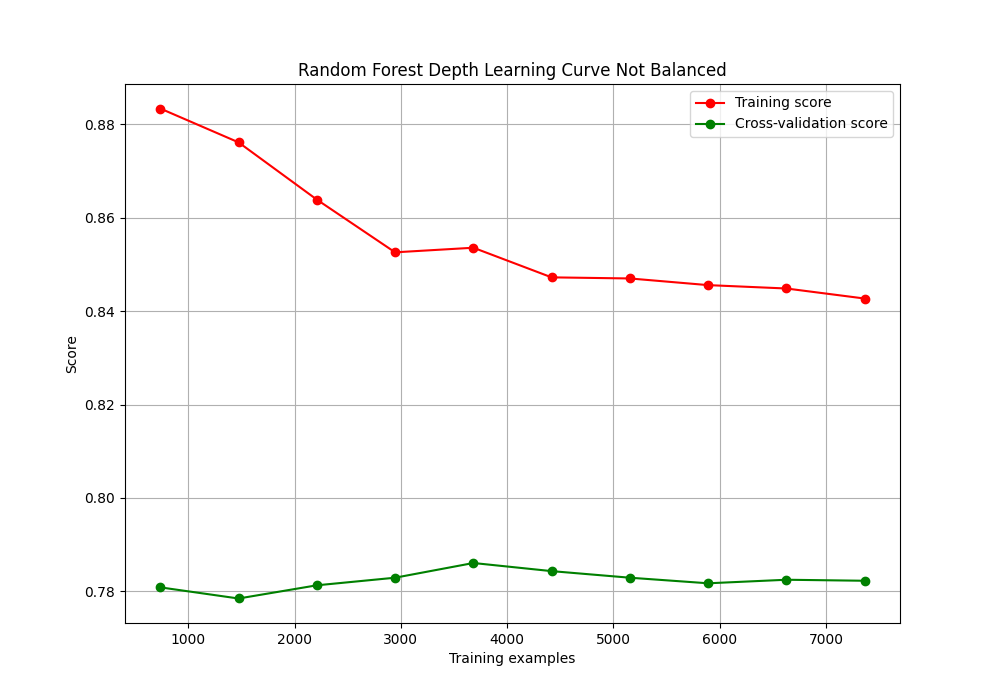 Random Forest Depth Learning Curve Not Balanced
Training score
Cross-validation score
0.88
0.86
0.84
0.82
0.80
0.78
Score
1000 2000 3000 4000 5000 6000 7000
Training examples